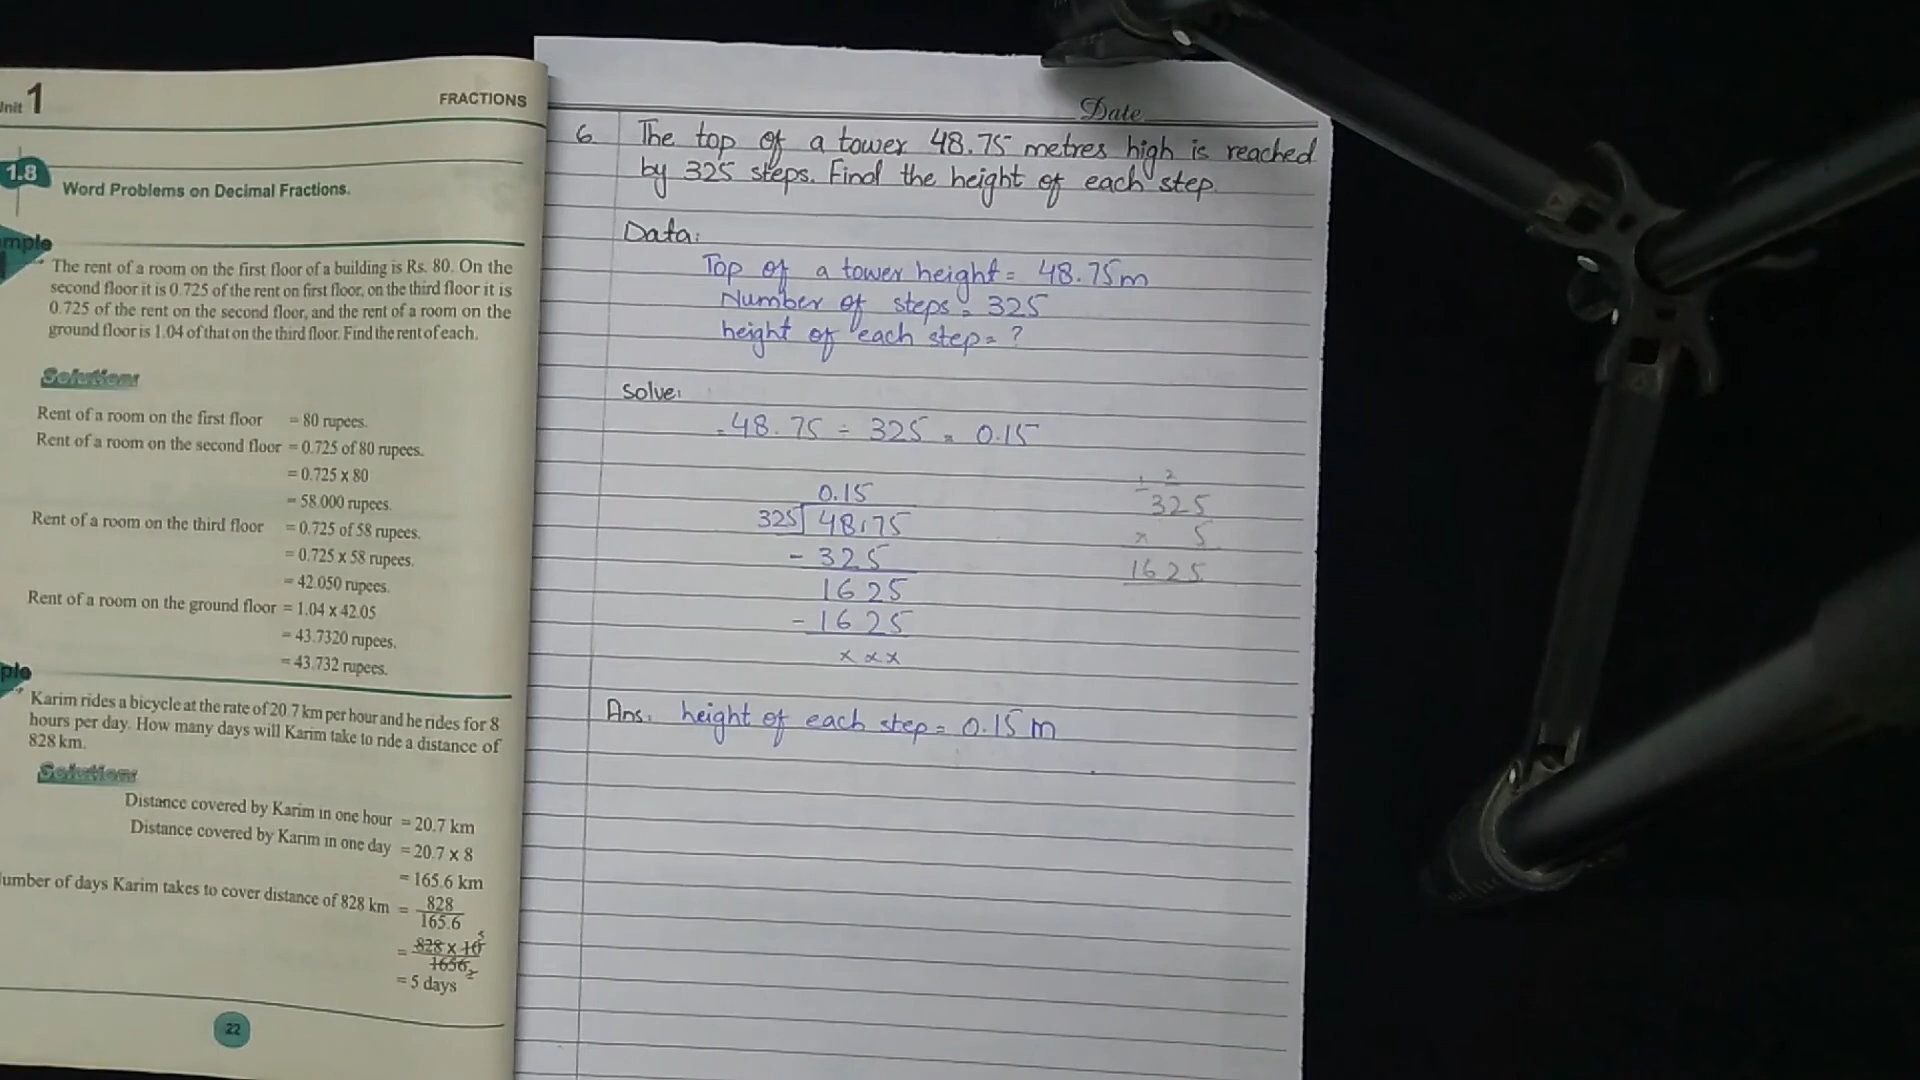 Unit 1
FRACTIONS
1.8
Word Problems on Decimal Fractions.
The rent of a room on the first floor of a building is Rs. 80. On the
second floor it is 0.725 of the rent on first floor, on the third floor it is
0.725 of the rent on the second floor, and the rent of a room on the
ground floor is 1.04 of that on the third floor. Find the rent of each.
Solution:
Rent of a room on the first floor = 80 rupees.
Rent of a room on the second floor = 0.725 of 80 rupees.
= 0.725 x 80
= 58.000 rupees.
Rent of a room on the third floor = 0.725 of 58 rupees.
= 0.725 x 58 rupees.
= 42.050 rupees.
Rent of a room on the ground floor = 1.04 x 42.05
= 43.7320 rupees.
= 43.732 rupees.
Karim rides a bicycle at the rate of 20.7 km per hour and he rides for 8
hours per day. How many days will Karim take to ride a distance of
828 km.
Solution:
Distance covered by Karim in one hour = 20.7 km
Distance covered by Karim in one day = 20.7 x 8
= 165.6 km
Number of days Karim takes to cover distance of 828 km = 828
165.6
= 828 x 10 5
1656 2
= 5 days
22
Date
6. The top of a tower 48.75 metres high is reached
by 325 steps. Find the height of each step.
Data:
Top of a tower height = 48.75m
Number of steps = 325
height of each step = ?
Solve:
= 48.75 ÷ 325 = 0.15
0.15
325 48.75
- 325
1625
- 1625
x x x
1 2
325
x 5
1625
Ans. height of each step = 0.15 m